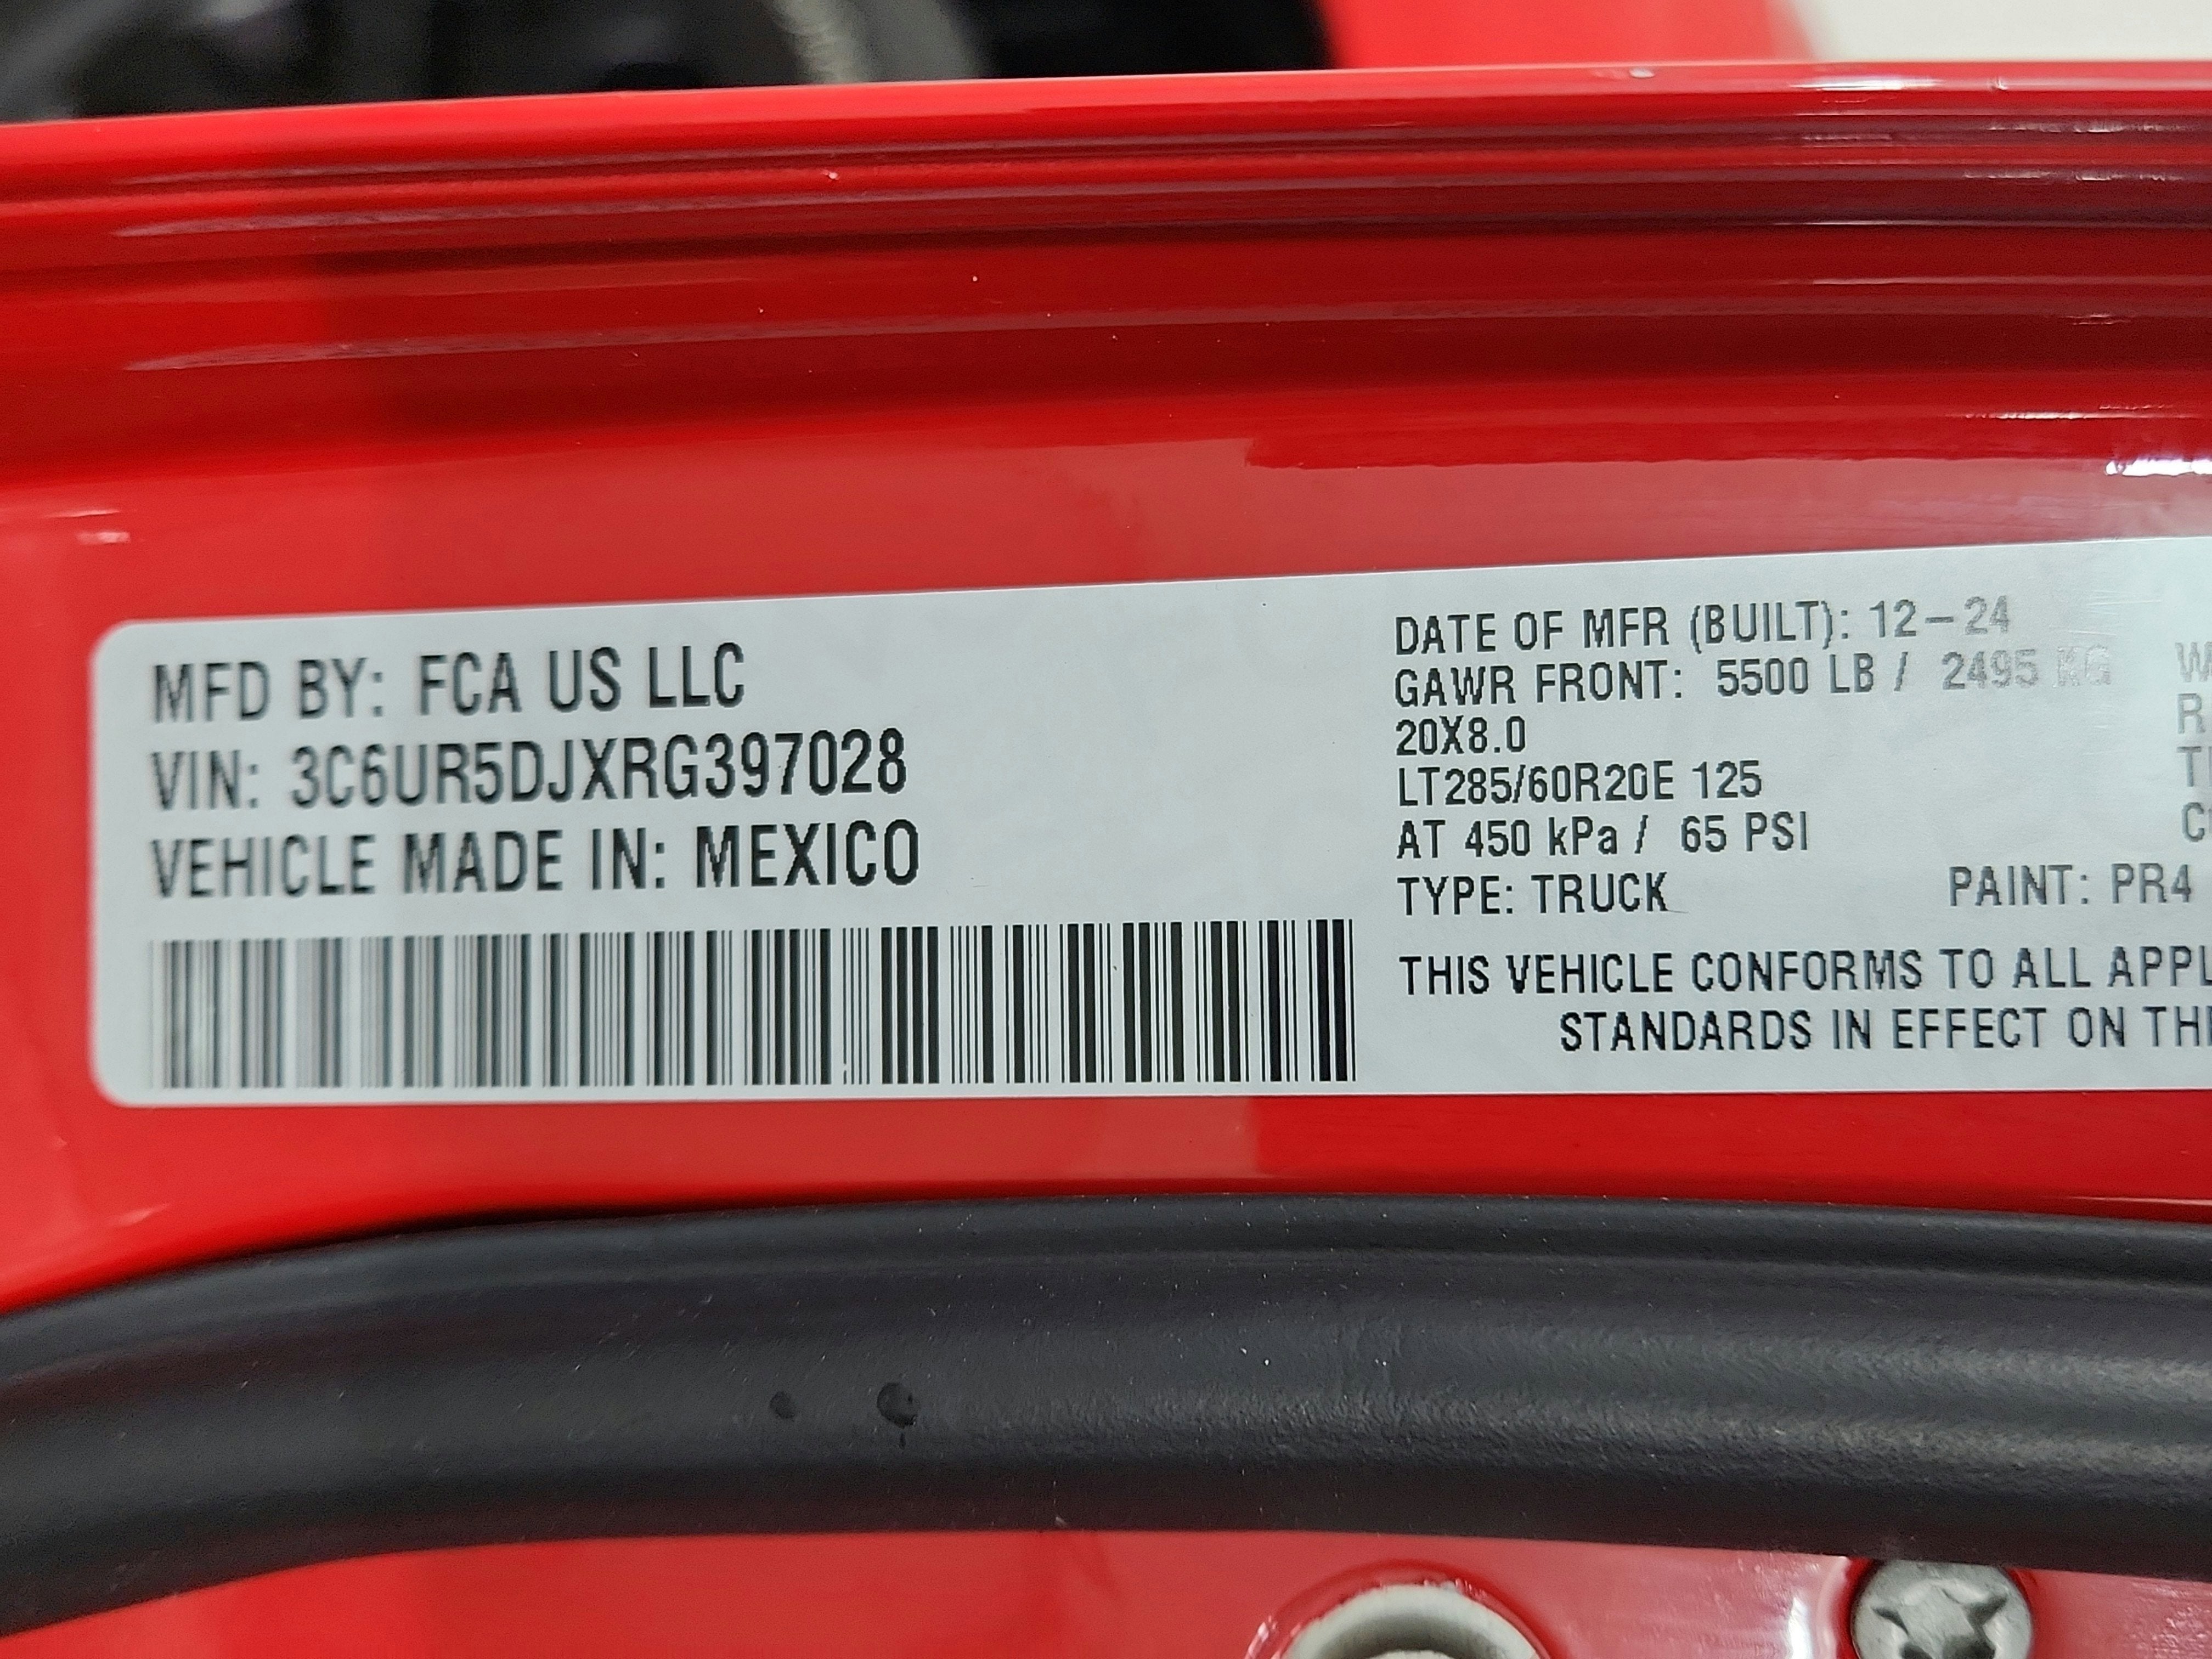 MFD BY: FCA US LLC
VIN: 3C6UR5DJXRG397028
VEHICLE MADE IN: MEXICO
DATE OF MFR (BUILT): 12-24
GAWR FRONT: 5500 LB / 2495 KG
20X8.0
LT285/60R20E 125
AT 450 kPa / 65 PSI
TYPE: TRUCK PAINT: PR4
THIS VEHICLE CONFORMS TO ALL
STANDARDS IN EFFECT ON